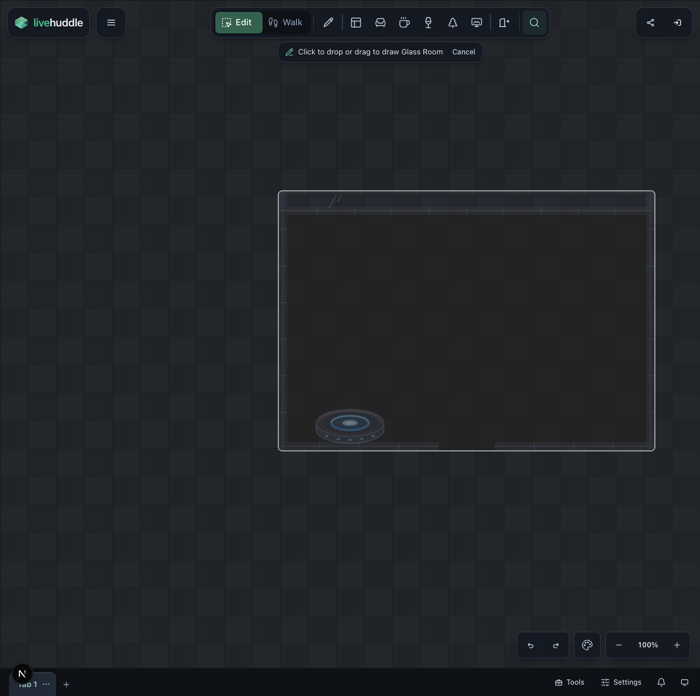 livehuddle
Edit
Walk
Click to drop or drag to draw Glass Room Cancel
100%
N
Tab 1
Tools
Settings